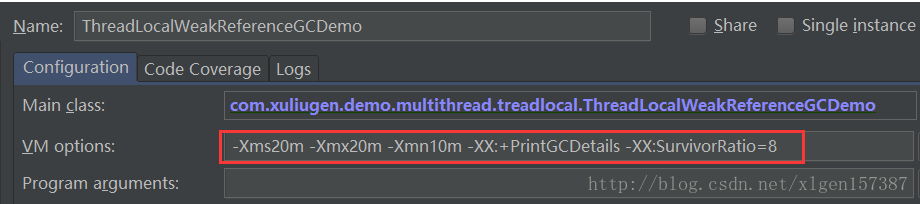 Name: ThreadLocalWeakReferenceGCDemo Share Single instance
Configuration Code Coverage Logs
Main class: com.xuliugen.demo.multithread.treadlocal.ThreadLocalWeakReferenceGCDemo
VM options: -Xms20m -Xmx20m -Xmn10m -XX:+PrintGCDetails -XX:SurvivorRatio=8
Program arguments: http://blog.csdn.net/xlgen157387